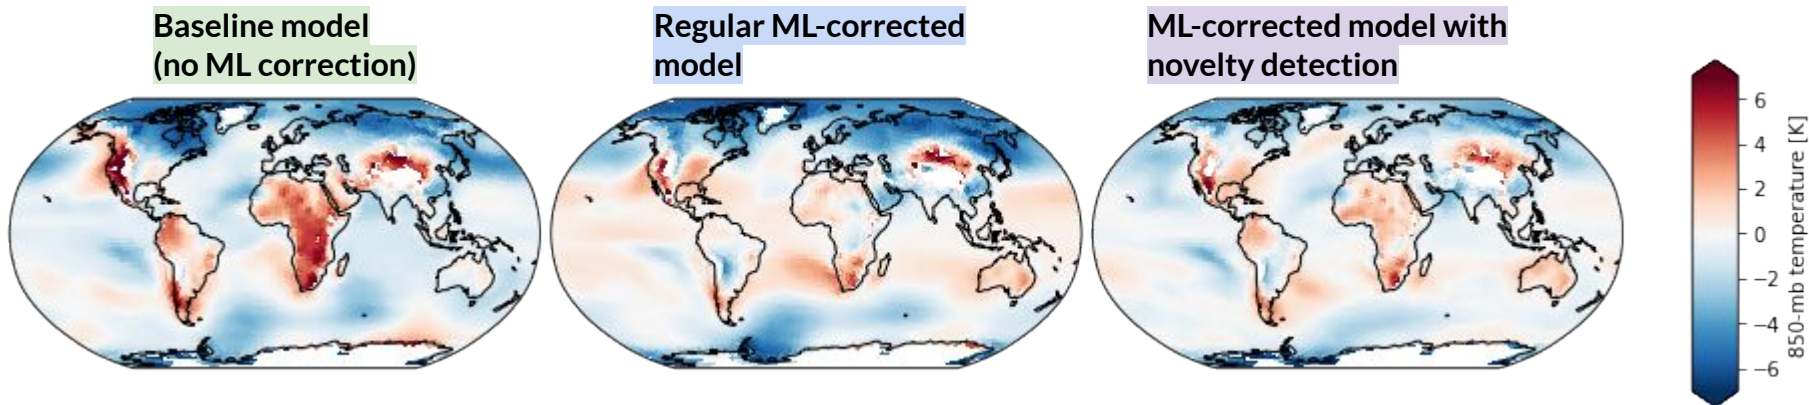 Baseline model
(no ML correction)
Regular ML-corrected
model
ML-corrected model with
novelty detection
6
4
2
0
−2
−4
−6
850-mb temperature [K]